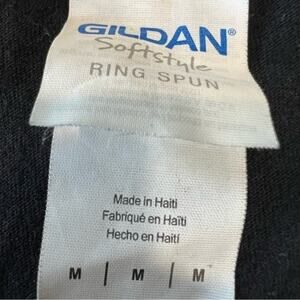 GILDAN®
Softstyle
RING SPUN
Made in Haiti
Fabriqué en Haïti
Hecho en Haití
M | M | M